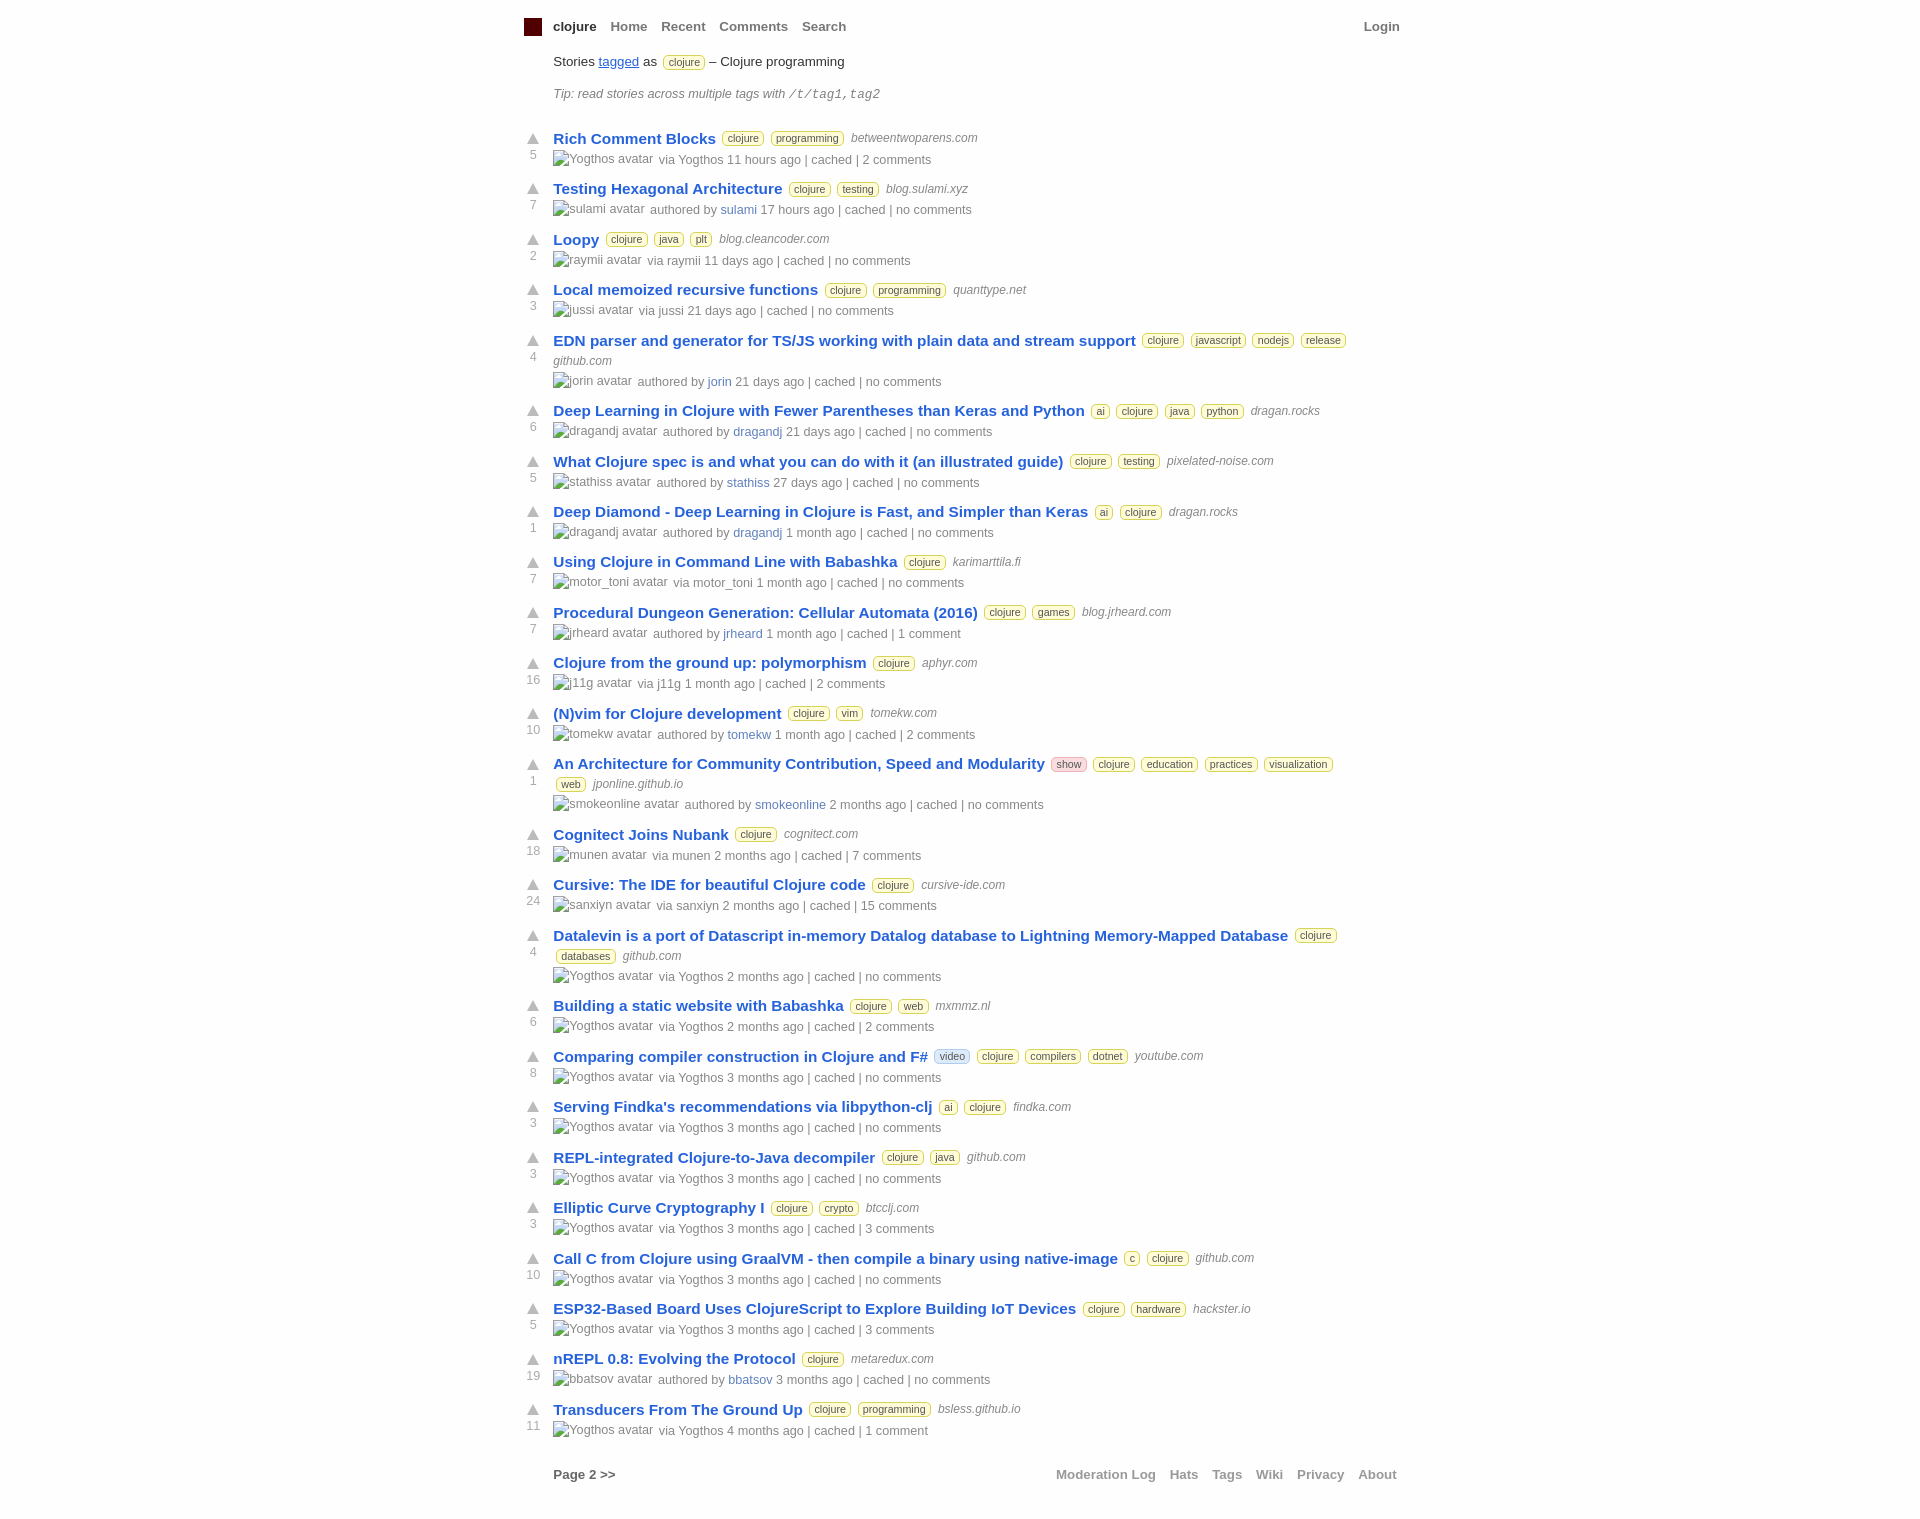 clojure Home Recent Comments Search Login
Stories tagged as clojure – Clojure programming
Tip: read stories across multiple tags with /t/tag1,tag2
Rich Comment Blocks clojure programming betweentwoparens.com
5 Yogthos avatar via Yogthos 11 hours ago | cached | 2 comments
Testing Hexagonal Architecture clojure testing blog.sulami.xyz
7 sulami avatar authored by sulami 17 hours ago | cached | no comments
Loopy clojure java plt blog.cleancoder.com
2 raymii avatar via raymii 11 days ago | cached | no comments
Local memoized recursive functions clojure programming quanttype.net
3 jussi avatar via jussi 21 days ago | cached | no comments
EDN parser and generator for TS/JS working with plain data and stream support clojure javascript nodejs release
4 github.com
jorin avatar authored by jorin 21 days ago | cached | no comments
Deep Learning in Clojure with Fewer Parentheses than Keras and Python ai clojure java python dragan.rocks
6 dragandj avatar authored by dragandj 21 days ago | cached | no comments
What Clojure spec is and what you can do with it (an illustrated guide) clojure testing pixelated-noise.com
5 stathiss avatar authored by stathiss 27 days ago | cached | no comments
Deep Diamond - Deep Learning in Clojure is Fast, and Simpler than Keras ai clojure dragan.rocks
1 dragandj avatar authored by dragandj 1 month ago | cached | no comments
Using Clojure in Command Line with Babashka clojure karimarttila.fi
7 motor_toni avatar via motor_toni 1 month ago | cached | no comments
Procedural Dungeon Generation: Cellular Automata (2016) clojure games blog.jrheard.com
7 jrheard avatar authored by jrheard 1 month ago | cached | 1 comment
Clojure from the ground up: polymorphism clojure aphyr.com
16 j11g avatar via j11g 1 month ago | cached | 2 comments
(N)vim for Clojure development clojure vim tomekw.com
10 tomekw avatar authored by tomekw 1 month ago | cached | 2 comments
An Architecture for Community Contribution, Speed and Modularity show clojure education practices visualization
1 web jponline.github.io
smokeonline avatar authored by smokeonline 2 months ago | cached | no comments
Cognitect Joins Nubank clojure cognitect.com
18 munen avatar via munen 2 months ago | cached | 7 comments
Cursive: The IDE for beautiful Clojure code clojure cursive-ide.com
24 sanxiyn avatar via sanxiyn 2 months ago | cached | 15 comments
Datalevin is a port of Datascript in-memory Datalog database to Lightning Memory-Mapped Database clojure
4 databases github.com
Yogthos avatar via Yogthos 2 months ago | cached | no comments
Building a static website with Babashka clojure web mxmmz.nl
6 Yogthos avatar via Yogthos 2 months ago | cached | 2 comments
Comparing compiler construction in Clojure and F# video clojure compilers dotnet youtube.com
8 Yogthos avatar via Yogthos 3 months ago | cached | no comments
Serving Findka's recommendations via libpython-clj ai clojure findka.com
3 Yogthos avatar via Yogthos 3 months ago | cached | no comments
REPL-integrated Clojure-to-Java decompiler clojure java github.com
3 Yogthos avatar via Yogthos 3 months ago | cached | no comments
Elliptic Curve Cryptography I clojure crypto btcclj.com
3 Yogthos avatar via Yogthos 3 months ago | cached | 3 comments
Call C from Clojure using GraalVM - then compile a binary using native-image c clojure github.com
10 Yogthos avatar via Yogthos 3 months ago | cached | no comments
ESP32-Based Board Uses ClojureScript to Explore Building IoT Devices clojure hardware hackster.io
5 Yogthos avatar via Yogthos 3 months ago | cached | 3 comments
nREPL 0.8: Evolving the Protocol clojure metaredux.com
19 bbatsov avatar authored by bbatsov 3 months ago | cached | no comments
Transducers From The Ground Up clojure programming bsless.github.io
11 Yogthos avatar via Yogthos 4 months ago | cached | 1 comment
Page 2 >> Moderation Log Hats Tags Wiki Privacy About